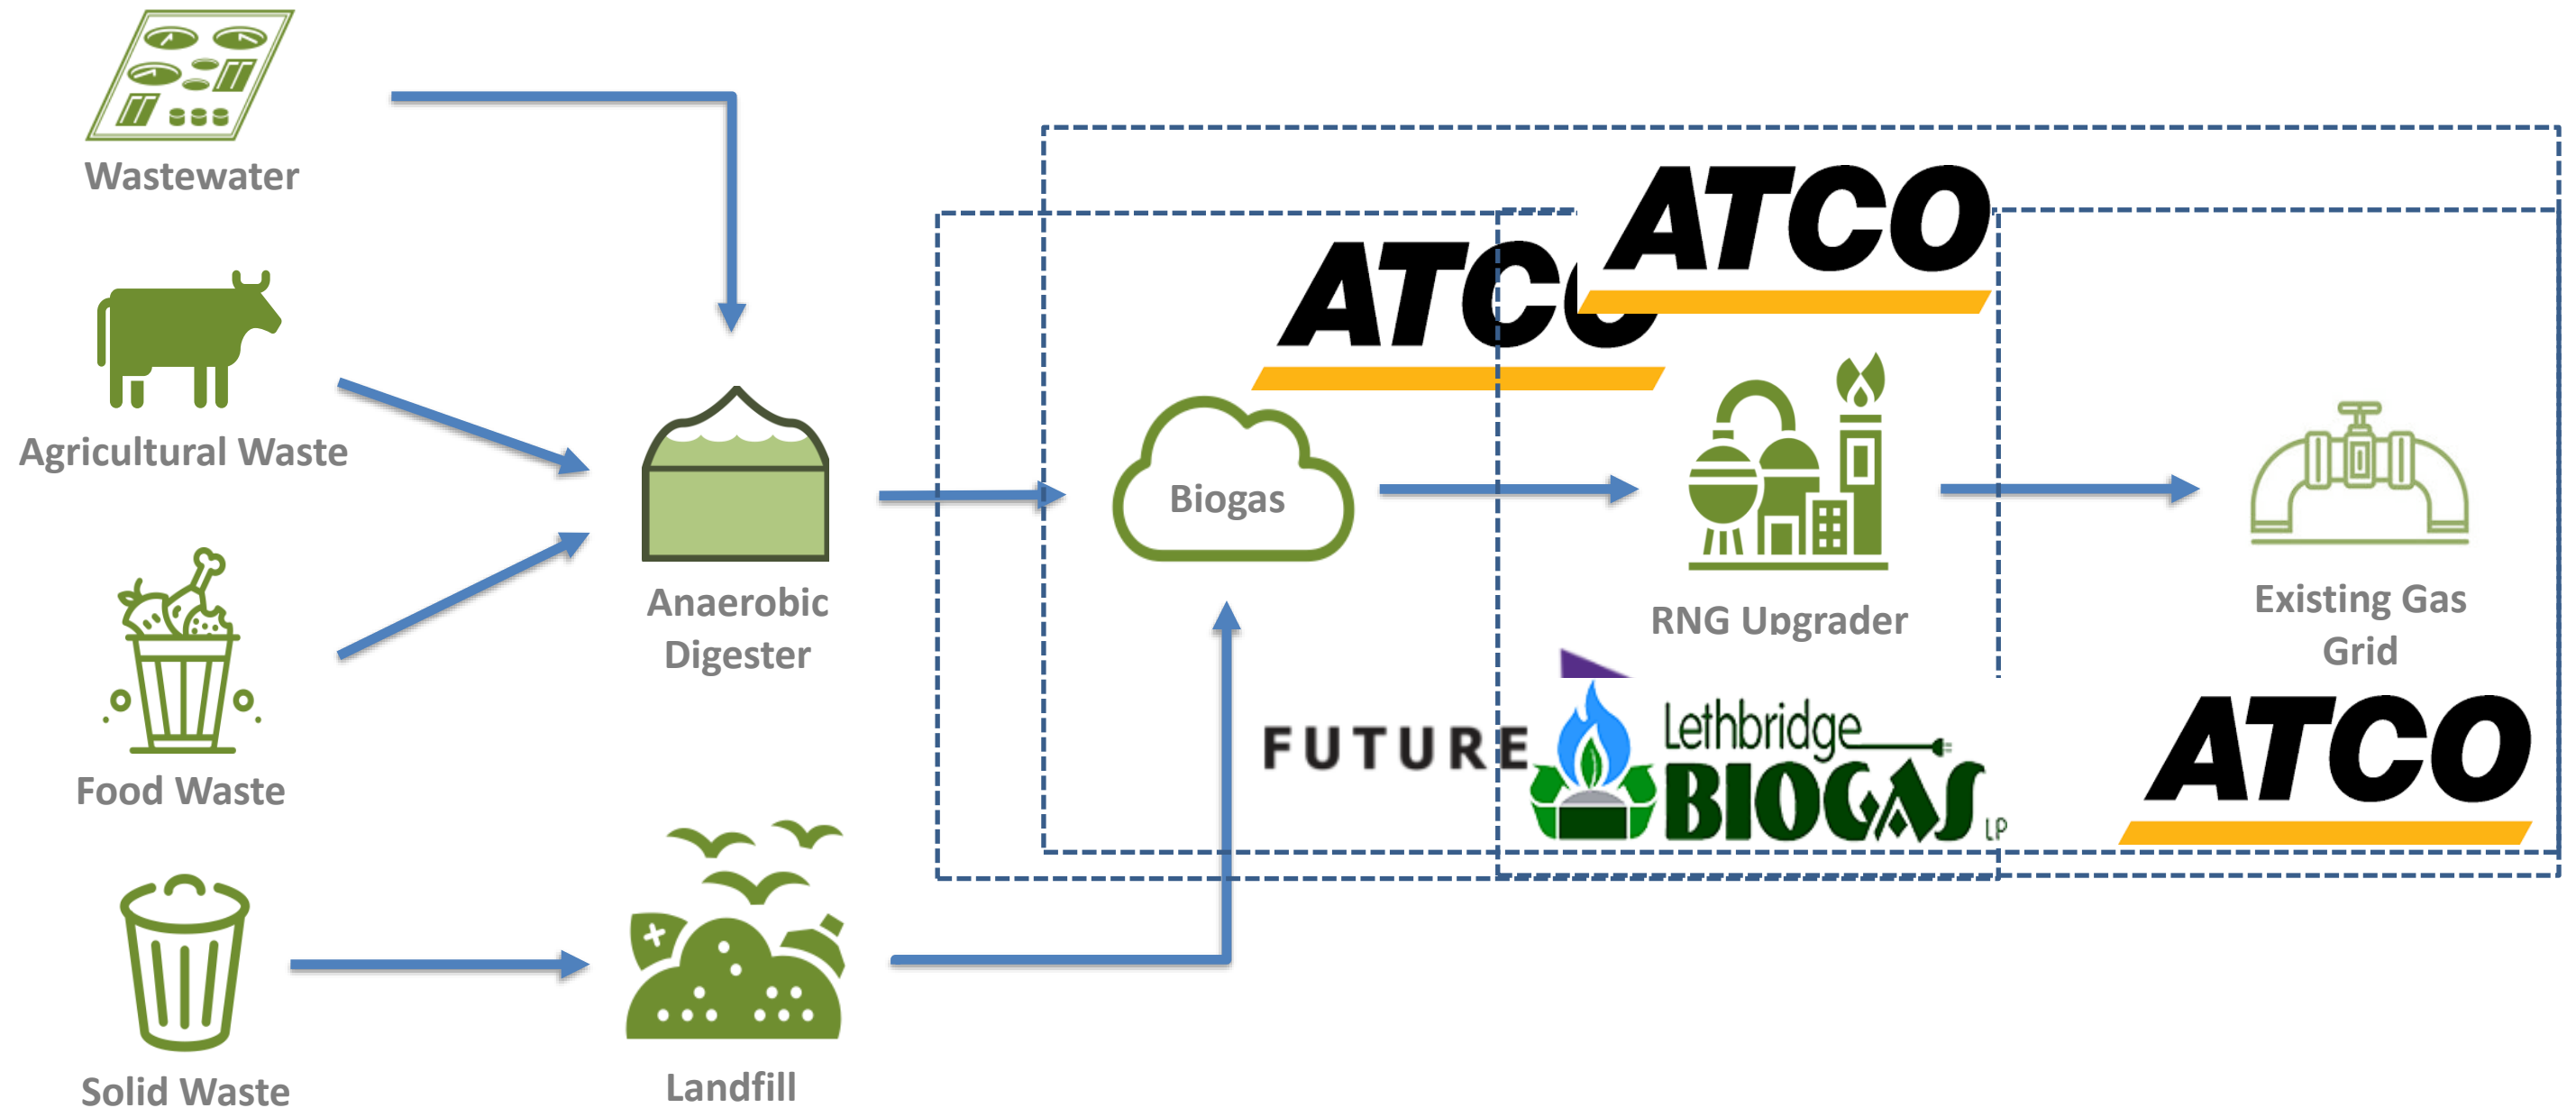 Wastewater
Agricultural Waste
Food Waste
Solid Waste
Anaerobic
Digester
Landfill
ATCO
ATCO
Biogas
RNG Upgrader
FUTURE
Lethbridge
BIOGAS LP
Existing Gas
Grid
ATCO